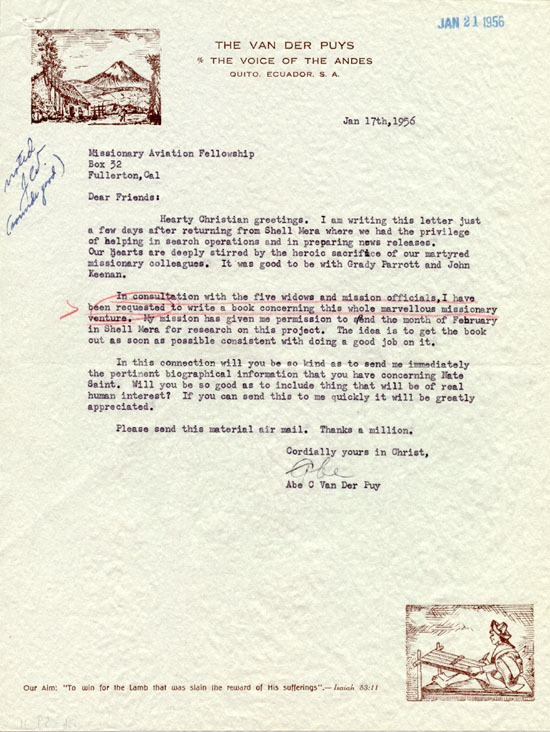 JAN 21 1956
THE VAN DER PUYS
% THE VOICE OF THE ANDES
QUITO, ECUADOR, S. A.
Jan 17th,1956
noted
Missionary Aviation Fellowship
Box 32
Fullerton,Cal
Dear Friends:
Hearty Christian greetings. I am writing this letter just
a few days after returning from Shell Mera where we had the privilege
of helping in search operations and in preparing news releases.
Our hearts are deeply stirred by the heroic sacrifice of our martyred
missionary colleagues. It was good to be with Grady Parrott and John
Keenan.
In consultation with the five widows and mission officials,I have
been requested to write a book concerning this whole marvellous missionary
venture. My mission has given me permission to the month of February
in Shell Mera for research on this project. The idea is to get the book
out as soon as possible consistent with doing a good job on it.
In this connection will you be so kind as to send me immediately
the pertinent biographical information that you have concerning Nate
Saint. Will you be so good as to include thing that will be of real
human interest? If you can send this to me quickly it will be greatly
appreciated.
Please send this material air mail. Thanks a million.
Cordially yours in Christ,
Abe
Abe C Van Der Puy
Our Aim: "To win for the Lamb that was slain the reward of His sufferings".—Isaiah 53:11